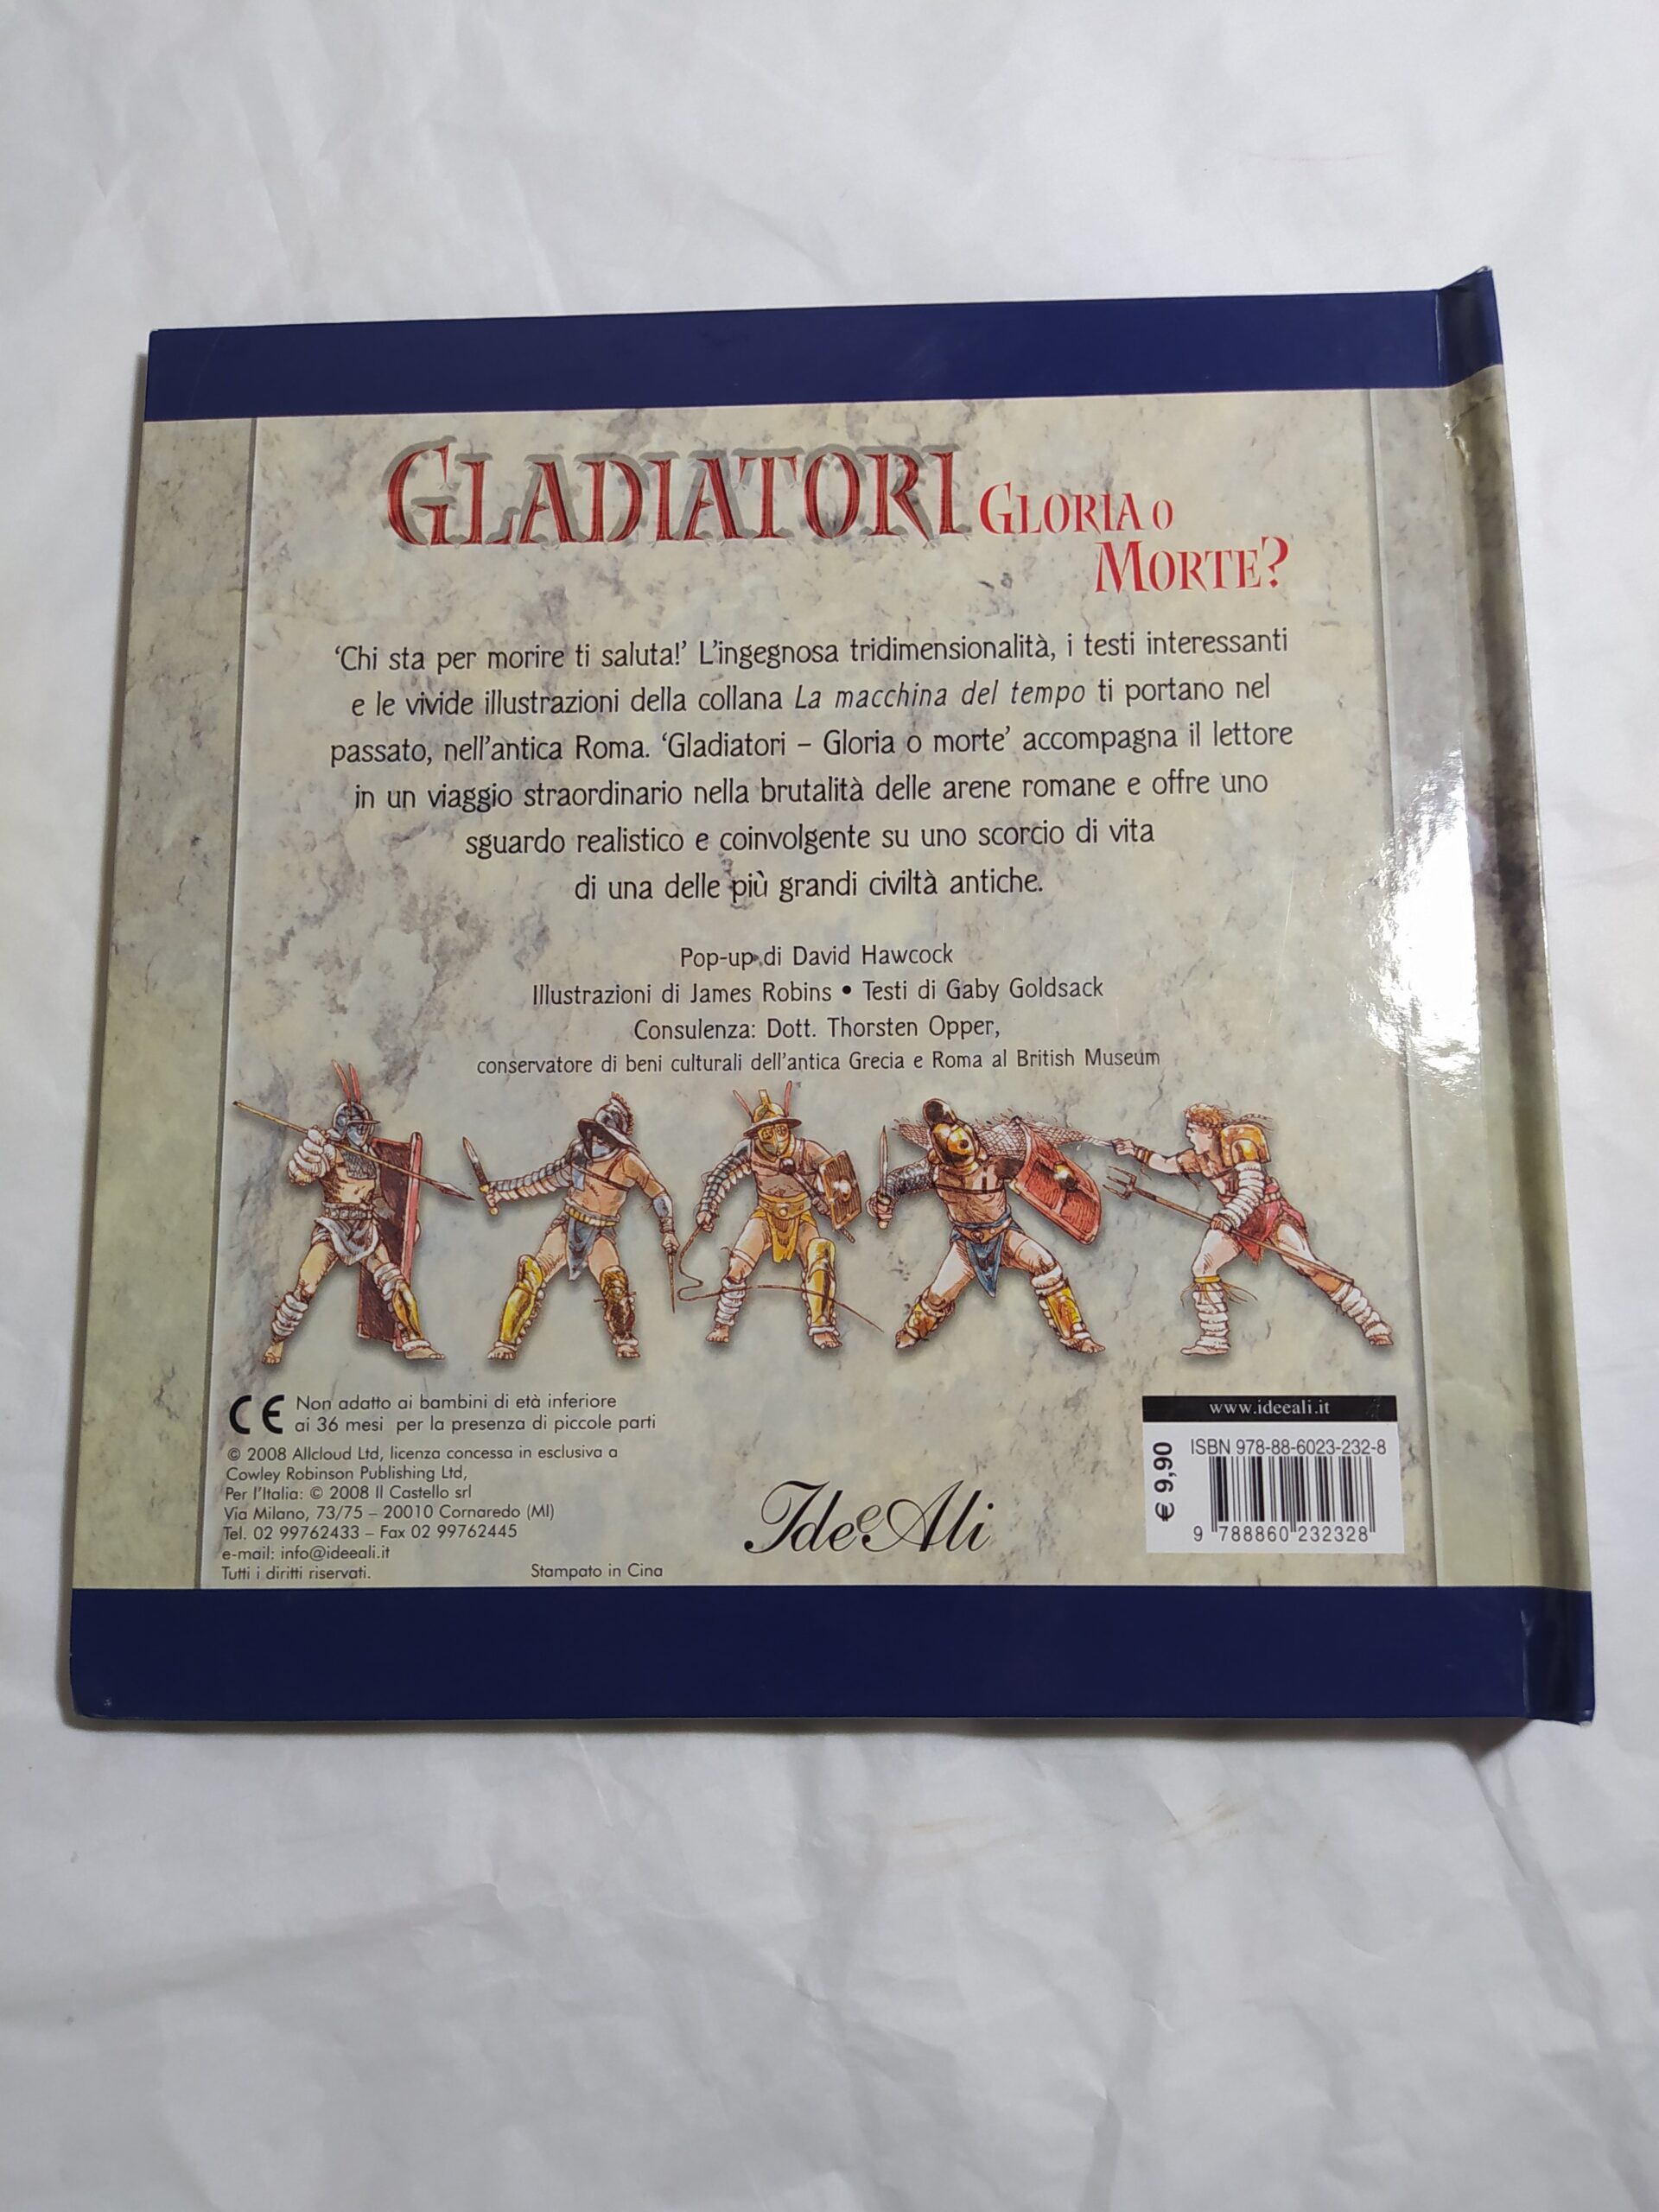 GLADIATORI GLORIA O
MORTE?
‘Chi sta per morire ti saluta!’ L’ingegnosa tridimensionalità, i testi interessanti
e le vivide illustrazioni della collana La macchina del tempo ti portano nel
passato, nell’antica Roma. ‘Gladiatori – Gloria o morte’ accompagna il lettore
in un viaggio straordinario nella brutalità delle arene romane e offre uno
sguardo realistico e coinvolgente su uno scorcio di vita
di una delle più grandi civiltà antiche.
Pop-up di David Hawcock
Illustrazioni di James Robins • Testi di Gaby Goldsack
Consulenza: Dott. Thorsten Opper,
conservatore di beni culturali dell’antica Grecia e Roma al British Museum
CE Non adatto ai bambini di età inferiore
ai 36 mesi per la presenza di piccole parti
© 2008 Allcloud Ltd, licenza concessa in esclusiva a
Cowley Robinson Publishing Ltd,
Per l’Italia: © 2008 Il Castello srl
Via Milano, 73/75 – 20010 Cornaredo (MI)
Tel. 02 99762433 – Fax 02 99762445
e-mail: info@ideeali.it
Tutti i diritti riservati.
Stampato in Cina
IdeeAli
www.ideeali.it
€ 9,90
ISBN 978-88-6023-232-8
9 788860 232328